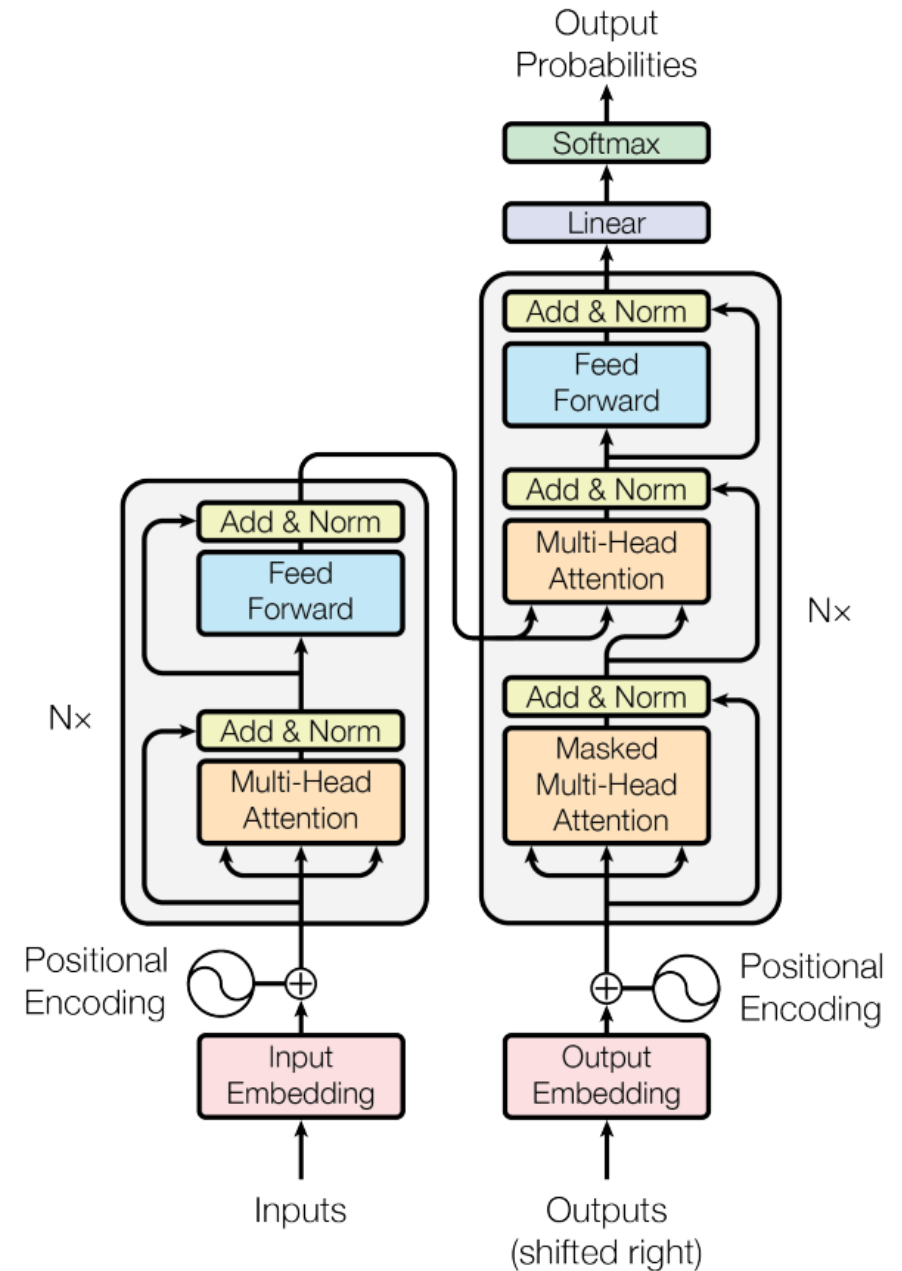 Output
Probabilities
Softmax
Linear
Add & Norm
Feed
Forward
Add & Norm
Multi-Head
Attention
Nx
Add & Norm
Masked
Multi-Head
Attention
Add & Norm
Feed
Forward
Nx
Add & Norm
Multi-Head
Attention
Positional
Encoding
Positional
Encoding
Input
Embedding
Output
Embedding
Inputs
Outputs
(shifted right)